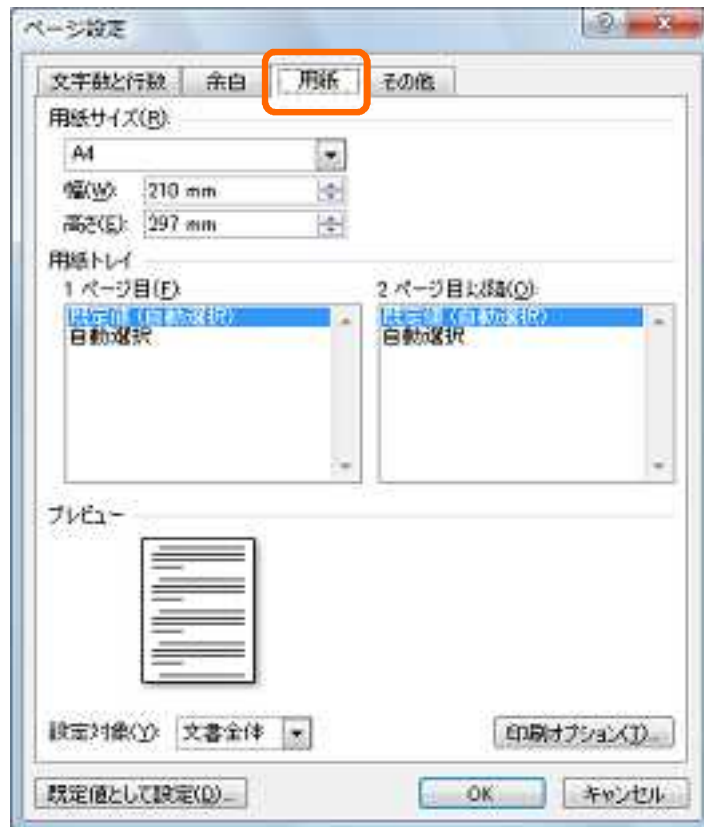 ページ設定
文字数と行数 余白 用紙 その他
用紙サイズ(R):
A4
幅(W): 210 mm
高さ(E): 297 mm
用紙トレイ
1 ページ目(F): 2 ページ目以降(O):
既定値 (自動選択) 既定値 (自動選択)
自動選択 自動選択
プレビュー
設定対象(Y): 文書全体 印刷オプション(T)...
既定値として設定(D)... OK キャンセル